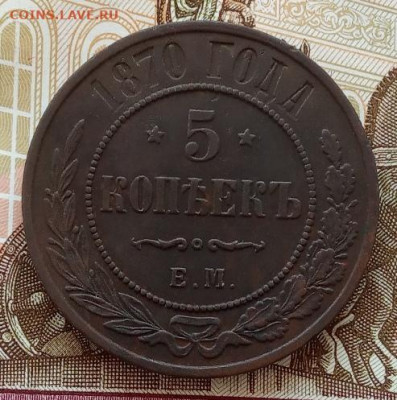 COINS.LAVE.RU
1870 ГОДА
5
КОПѢЕКЪ
Е.М.